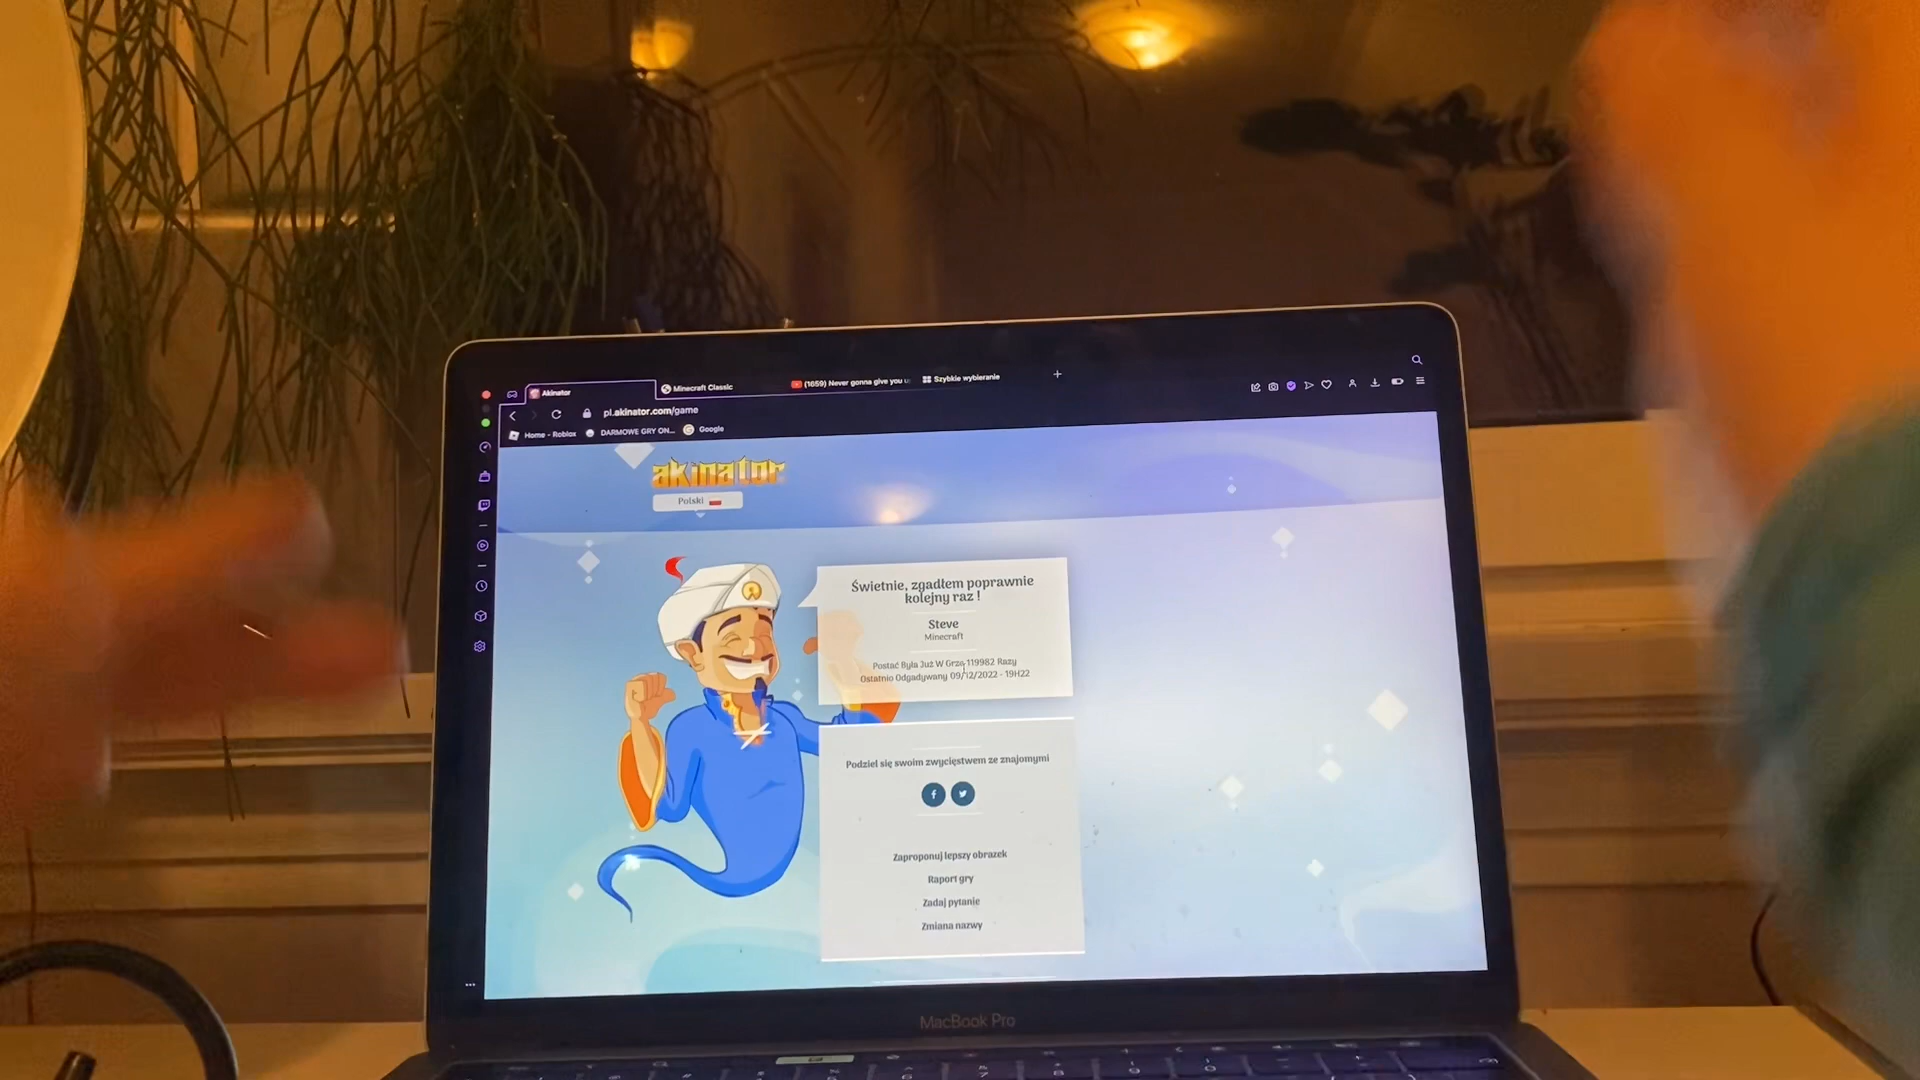 Akinator
Minecraft Classic
(1659) Never gonna give you u
Szybkie wybieranie
pl.akinator.com/game
Home - Roblox
DARMOWE GRY ON...
Google
akinator
Polski
Świetnie, zgadłem poprawnie
kolejny raz !
Steve
Minecraft
Postać Była Już W Grze 119982 Razy
Ostatnio Odgadywany 09/12/2022 - 19H22
Podziel się swoim zwycięstwem ze znajomymi
Zaproponuj lepszy obrazek
Raport gry
Zadaj pytanie
Zmiana nazwy
MacBook Pro